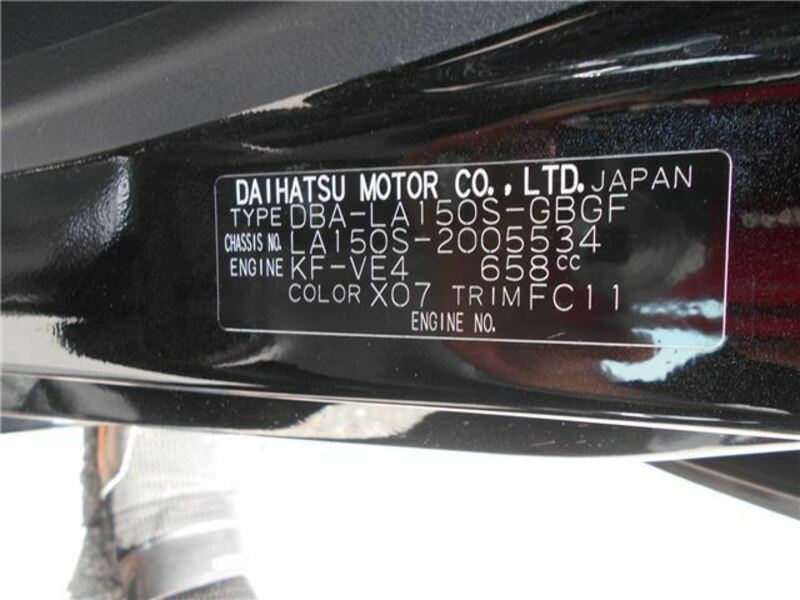 DAIHATSU MOTOR CO., LTD. JAPAN
TYPE DBA-LA150S-GBGF
CHASSIS NO. LA150S-2005534
ENGINE KF-VE4 658cc
COLOR X07 TRIM FC11
ENGINE NO.